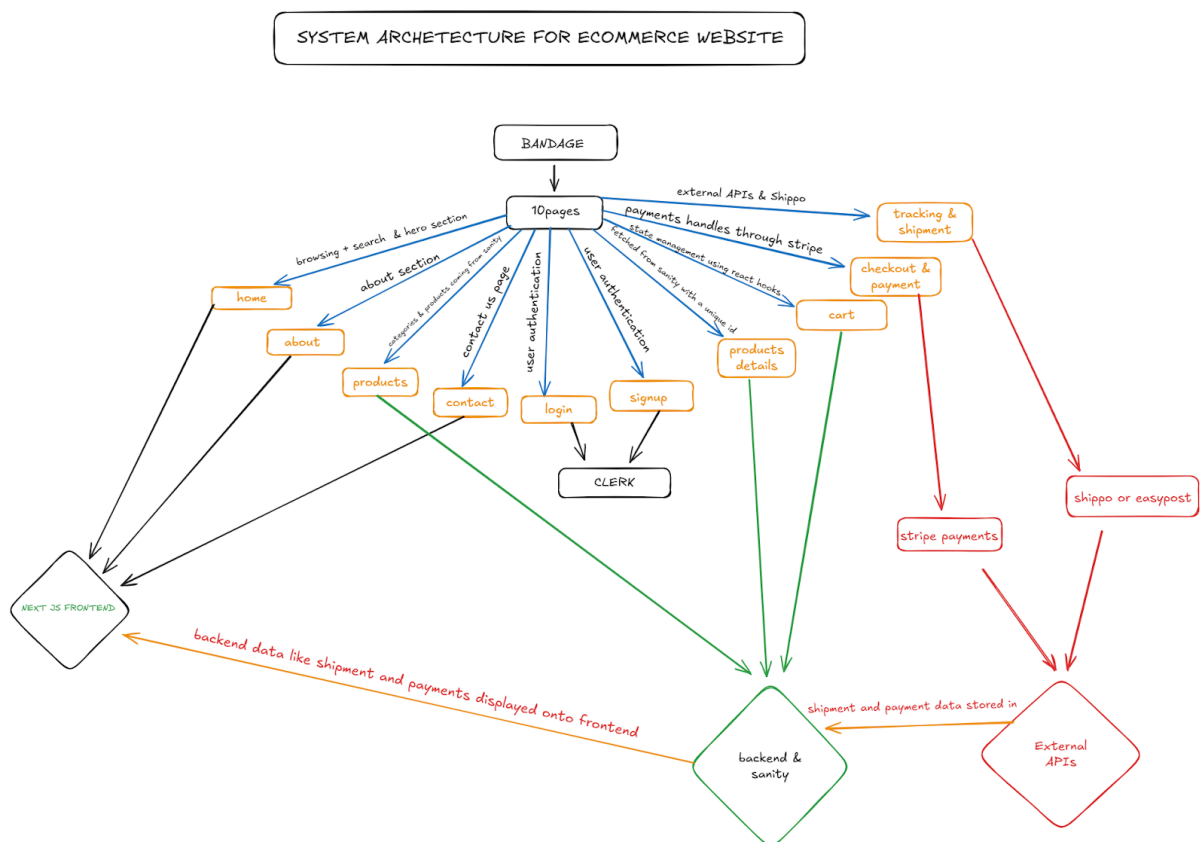 SYSTEM ARCHETECTURE FOR ECOMMERCE WEBSITE
BANDAGE
10pages
external APIs & Shippo
payments handles through stripe
state management using react hooks
fetched from sanity with a unique id
user authentication
user authentication
contact us page
categories & products coming from sanity
about section
browsing + search & hero section
tracking &
shipment
checkout &
payment
cart
products
details
signup
login
contact
products
about
home
CLERK
shippo or easypost
stripe payments
NEXT JS FRONTEND
backend data like shipment and payments displayed onto frontend
backend &
sanity
shipment and payment data stored in
External
APIs